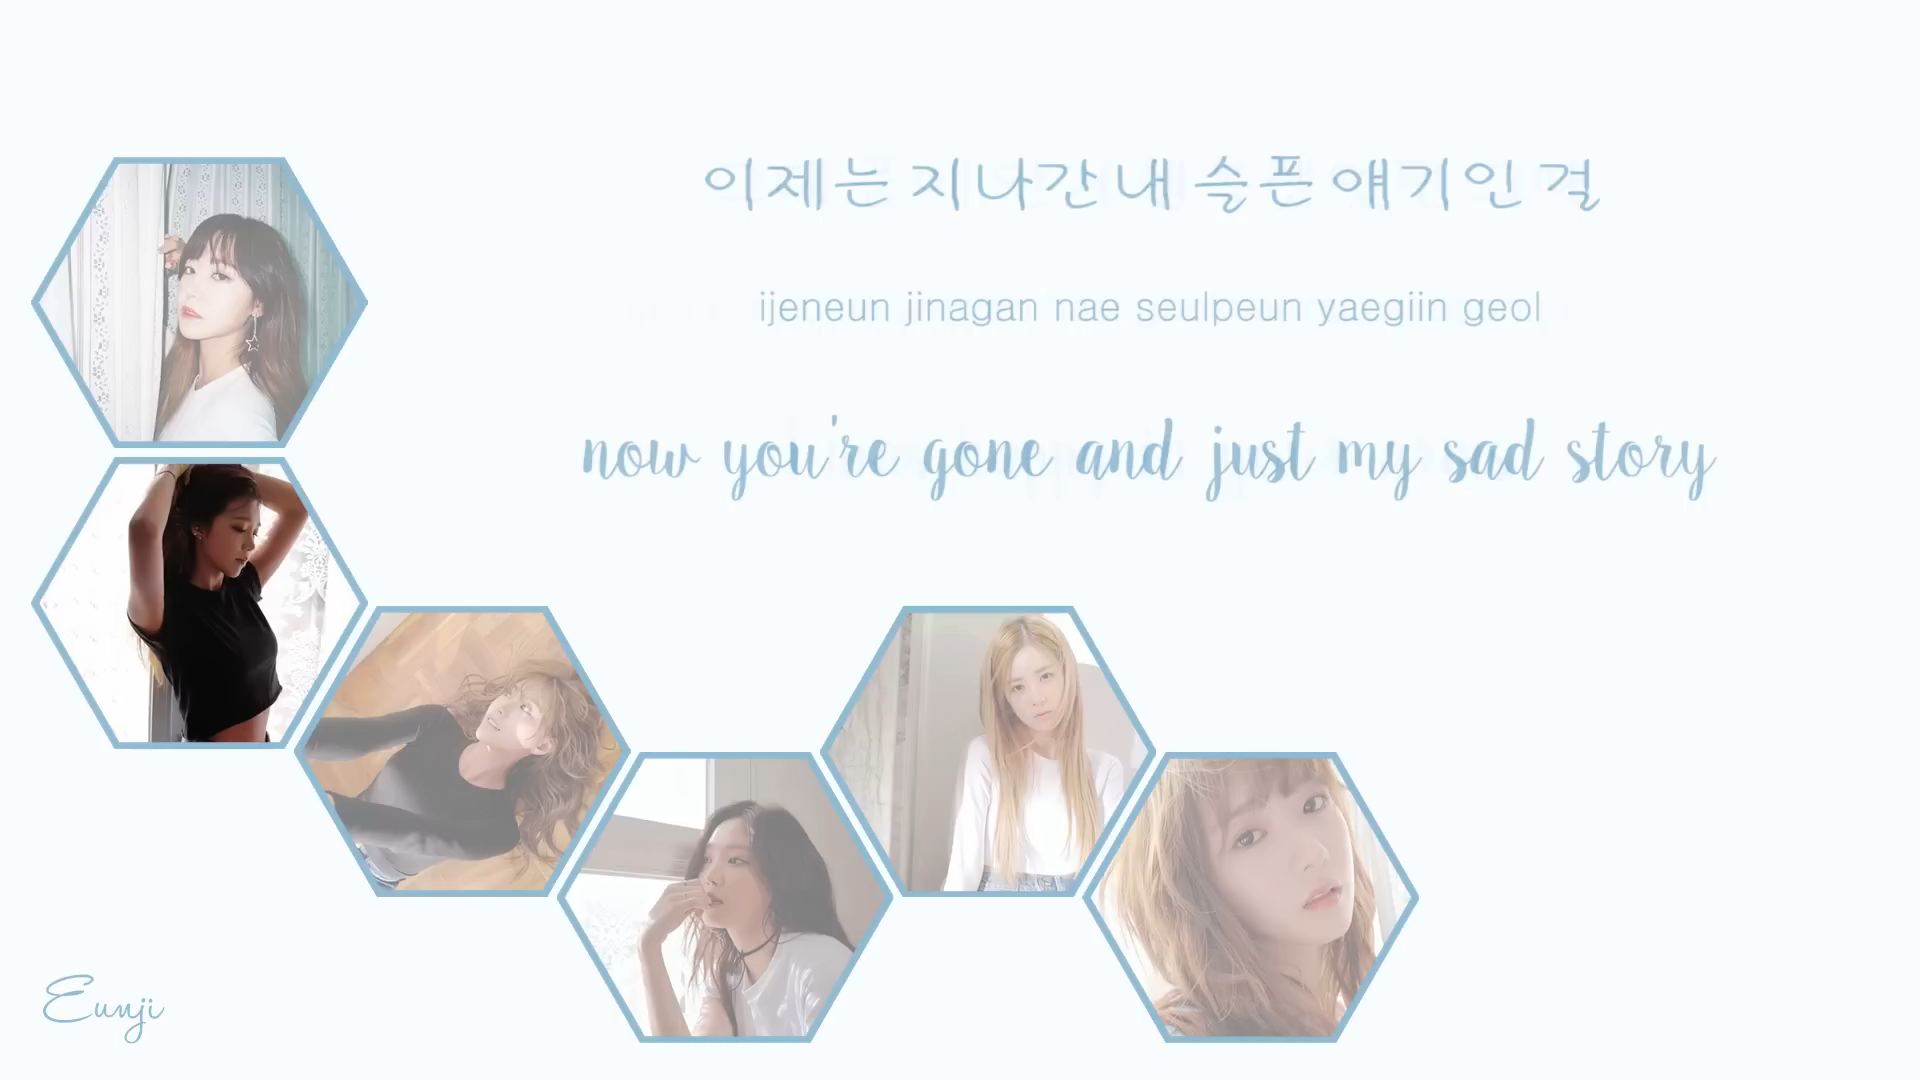 이제는 지나간 내 슬픈 얘기인 걸
ijeneun jinagan nae seulpeun yaegiin geol
now you're gone and just my sad story
Eunji